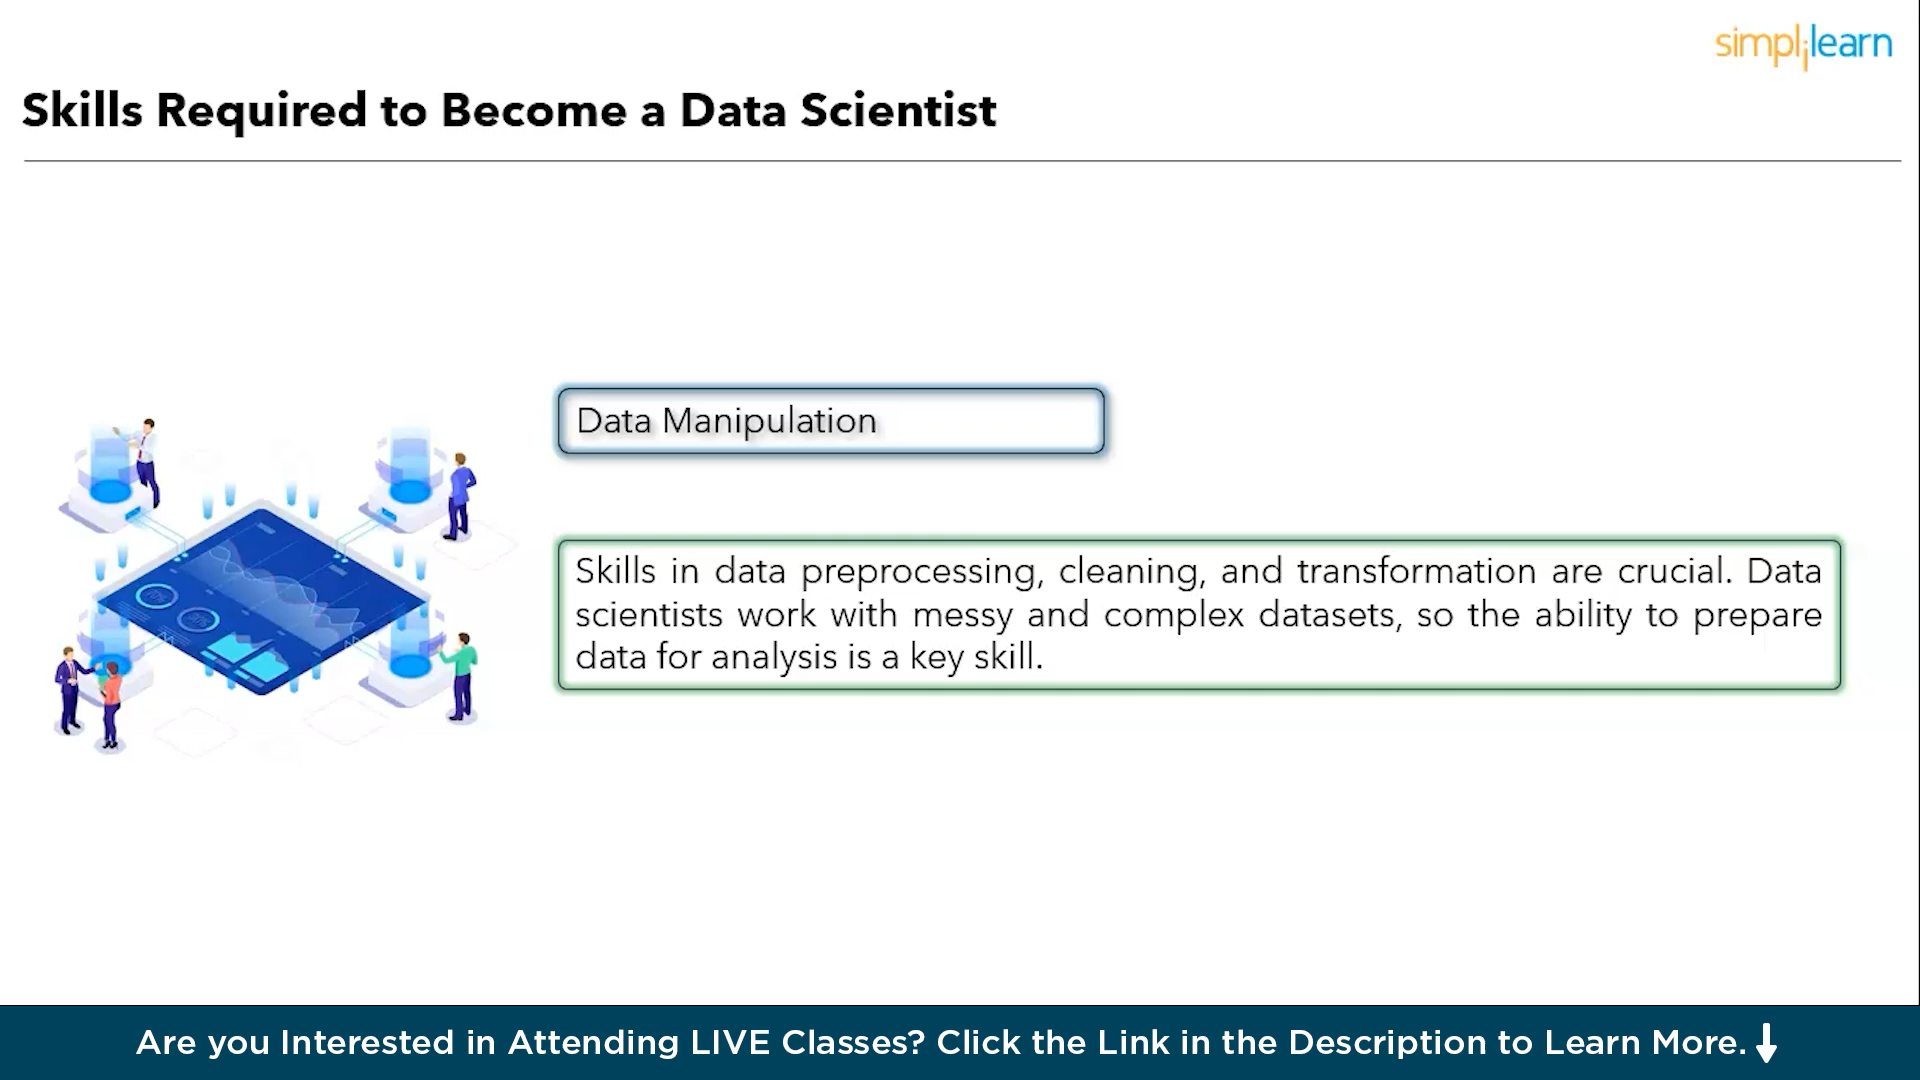 simplilearn
Skills Required to Become a Data Scientist
Data Manipulation
Skills in data preprocessing, cleaning, and transformation are crucial. Data
scientists work with messy and complex datasets, so the ability to prepare
data for analysis is a key skill.
Are you Interested in Attending LIVE Classes? Click the Link in the Description to Learn More.